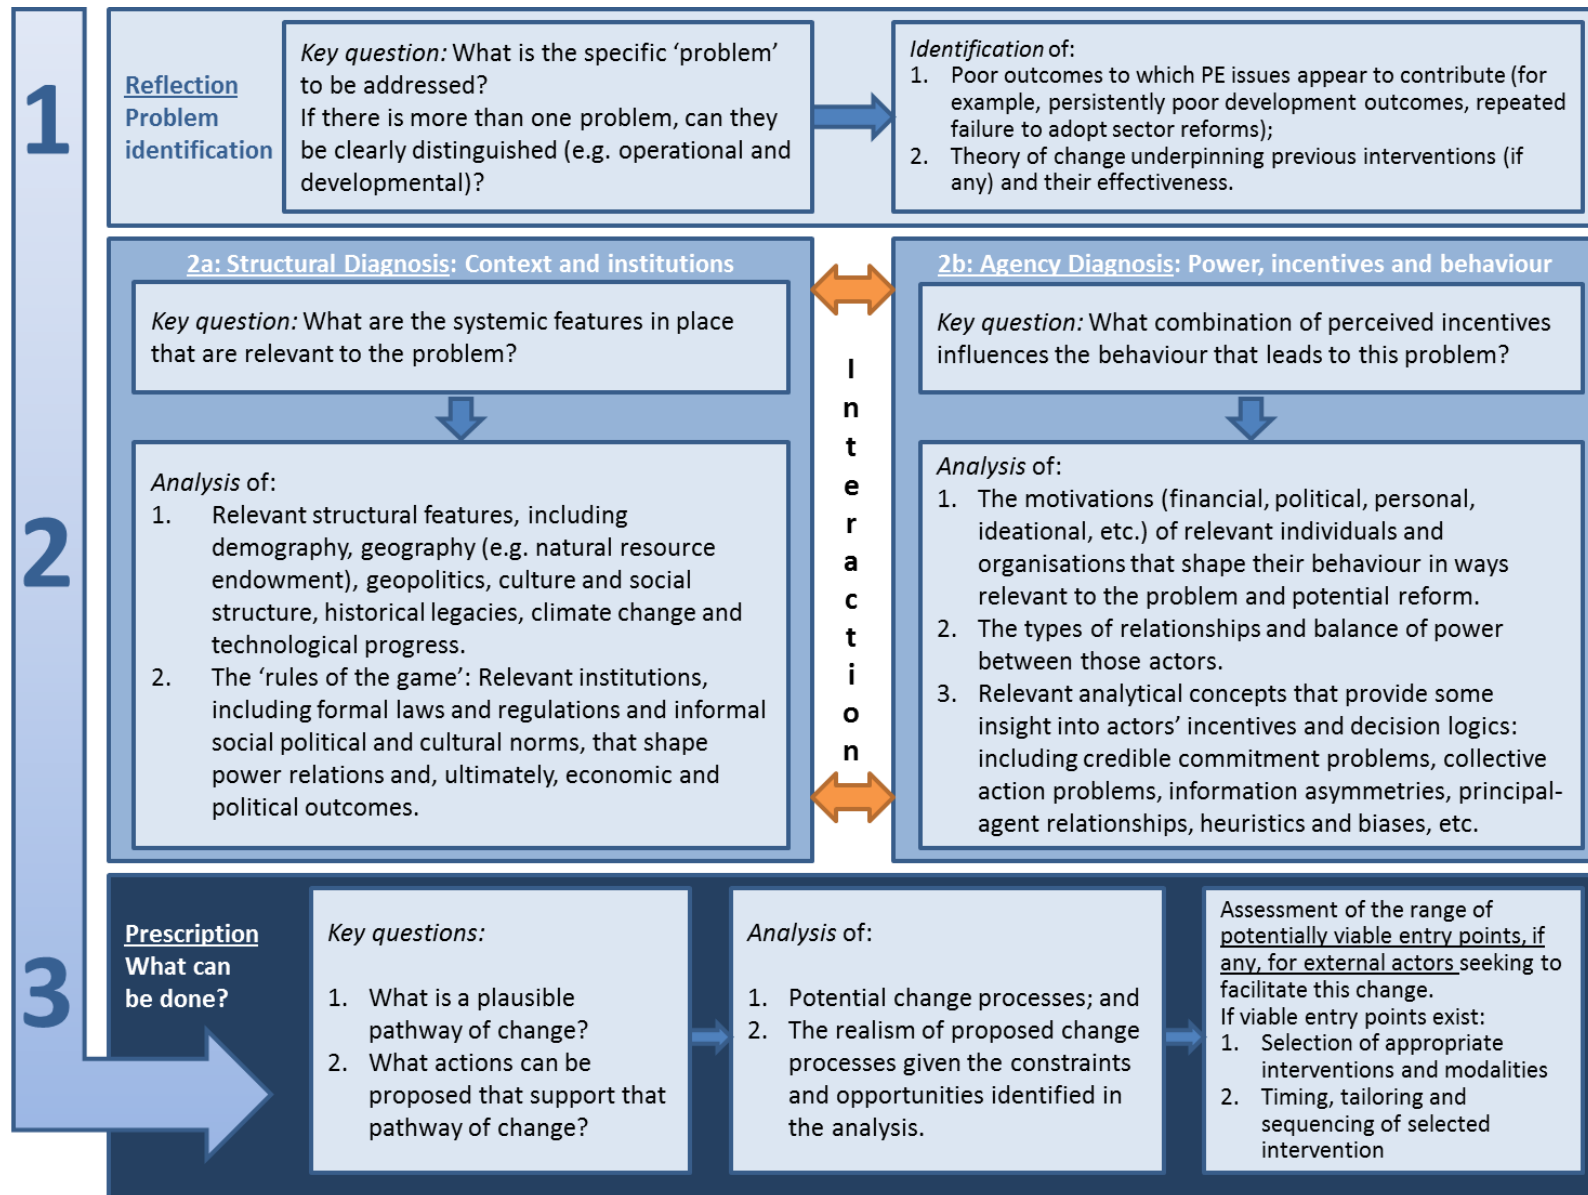 1
Reflection
Problem
identification
Key question: What is the specific ‘problem’
to be addressed?
If there is more than one problem, can they
be clearly distinguished (e.g. operational and
developmental)?
Identification of:
1. Poor outcomes to which PE issues appear to contribute (for
example, persistently poor development outcomes, repeated
failure to adopt sector reforms);
2. Theory of change underpinning previous interventions (if
any) and their effectiveness.
2
2a: Structural Diagnosis: Context and institutions
Key question: What are the systemic features in place
that are relevant to the problem?
Analysis of:
1. Relevant structural features, including
demography, geography (e.g. natural resource
endowment), geopolitics, culture and social
structure, historical legacies, climate change and
technological progress.
2. The ‘rules of the game’: Relevant institutions,
including formal laws and regulations and informal
social political and cultural norms, that shape
power relations and, ultimately, economic and
political outcomes.
Interaction
2b: Agency Diagnosis: Power, incentives and behaviour
Key question: What combination of perceived incentives
influences the behaviour that leads to this problem?
Analysis of:
1. The motivations (financial, political, personal,
ideational, etc.) of relevant individuals and
organisations that shape their behaviour in ways
relevant to the problem and potential reform.
2. The types of relationships and balance of power
between those actors.
3. Relevant analytical concepts that provide some
insight into actors’ incentives and decision logics:
including credible commitment problems, collective
action problems, information asymmetries, principal-
agent relationships, heuristics and biases, etc.
3
Prescription
What can
be done?
Key questions:
1. What is a plausible
pathway of change?
2. What actions can be
proposed that support that
pathway of change?
Analysis of:
1. Potential change processes; and
2. The realism of proposed change
processes given the constraints
and opportunities identified in
the analysis.
Assessment of the range of
potentially viable entry points, if
any, for external actors seeking to
facilitate this change.
If viable entry points exist:
1. Selection of appropriate
interventions and modalities
2. Timing, tailoring and
sequencing of selected
intervention